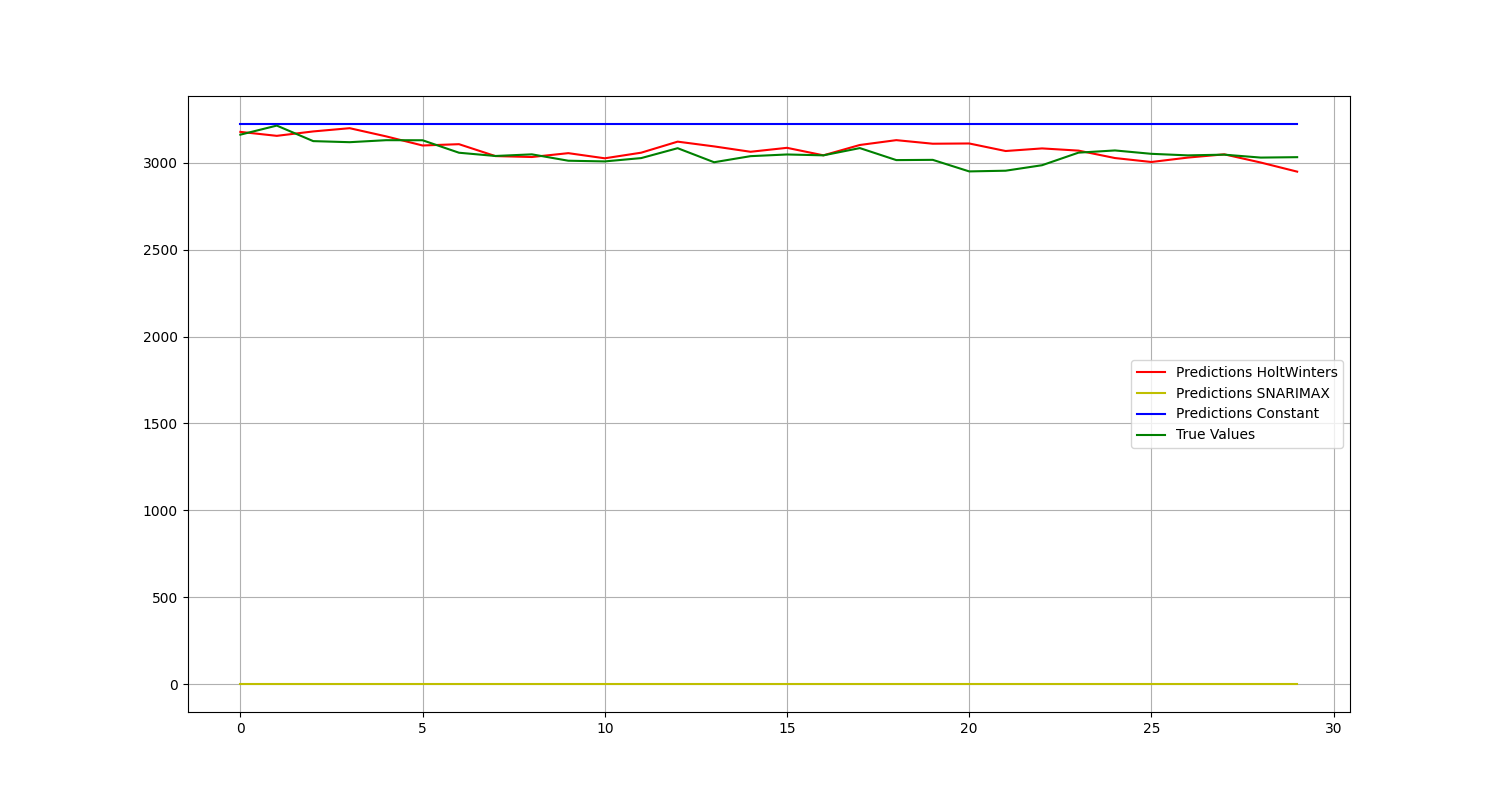 3000
2500
2000
1500
1000
500
0
Predictions HoltWinters
Predictions SNARIMAX
Predictions Constant
True Values
0 5 10 15 20 25 30